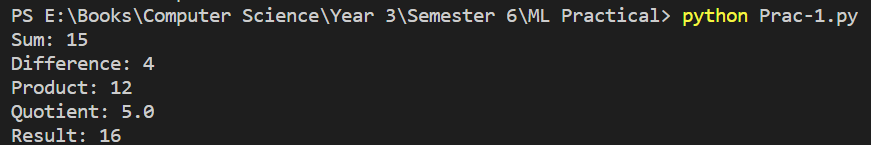 PS E:\Books\Computer Science\Year 3\Semester 6\ML Practical> python Prac-1.py
Sum: 15
Difference: 4
Product: 12
Quotient: 5.0
Result: 16